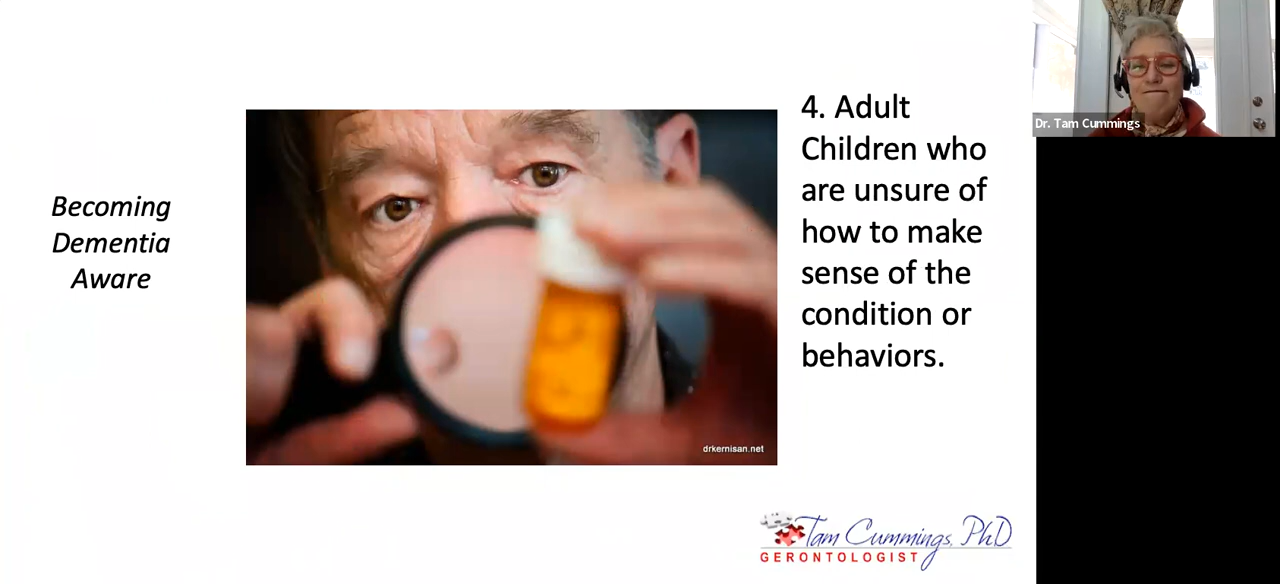 Becoming
Dementia
Aware
4. Adult
Children who
are unsure of
how to make
sense of the
condition or
behaviors.
drkernisan.net
Tam Cummings, PhD
GERONTOLOGIST
Dr. Tam Cummings